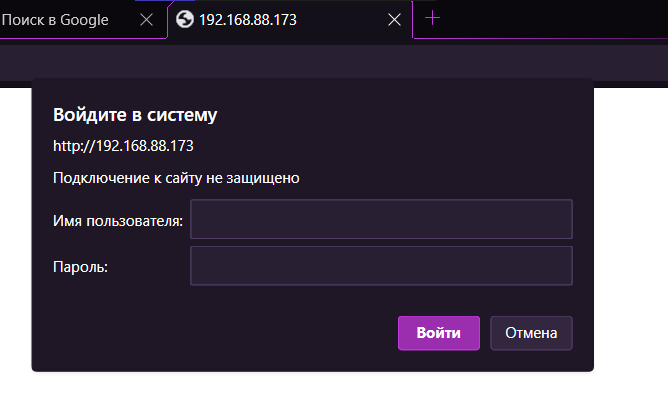 Поиск в Google
192.168.88.173
Войдите в систему
http://192.168.88.173
Подключение к сайту не защищено
Имя пользователя:
Пароль:
Войти
Отмена